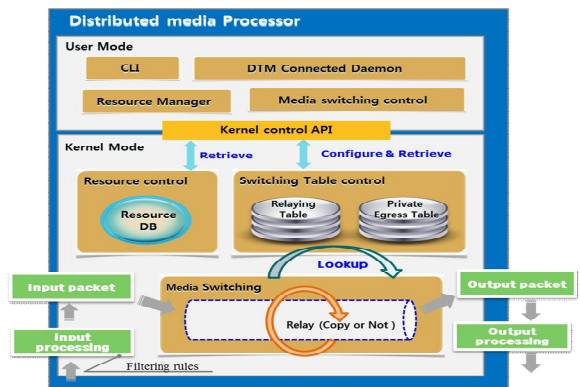 Distributed media Processor
User Mode
CLI
DTM Connected Daemon
Resource Manager
Media switching control
Kernel control API
Kernel Mode
Retrieve
Configure & Retrieve
Resource control
Switching Table control
Resource
DB
Relaying
Table
Private
Egress Table
Lookup
Input packet
Media Switching
Output packet
Relay (Copy or Not )
Input
processing
Output
processing
Filtering rules